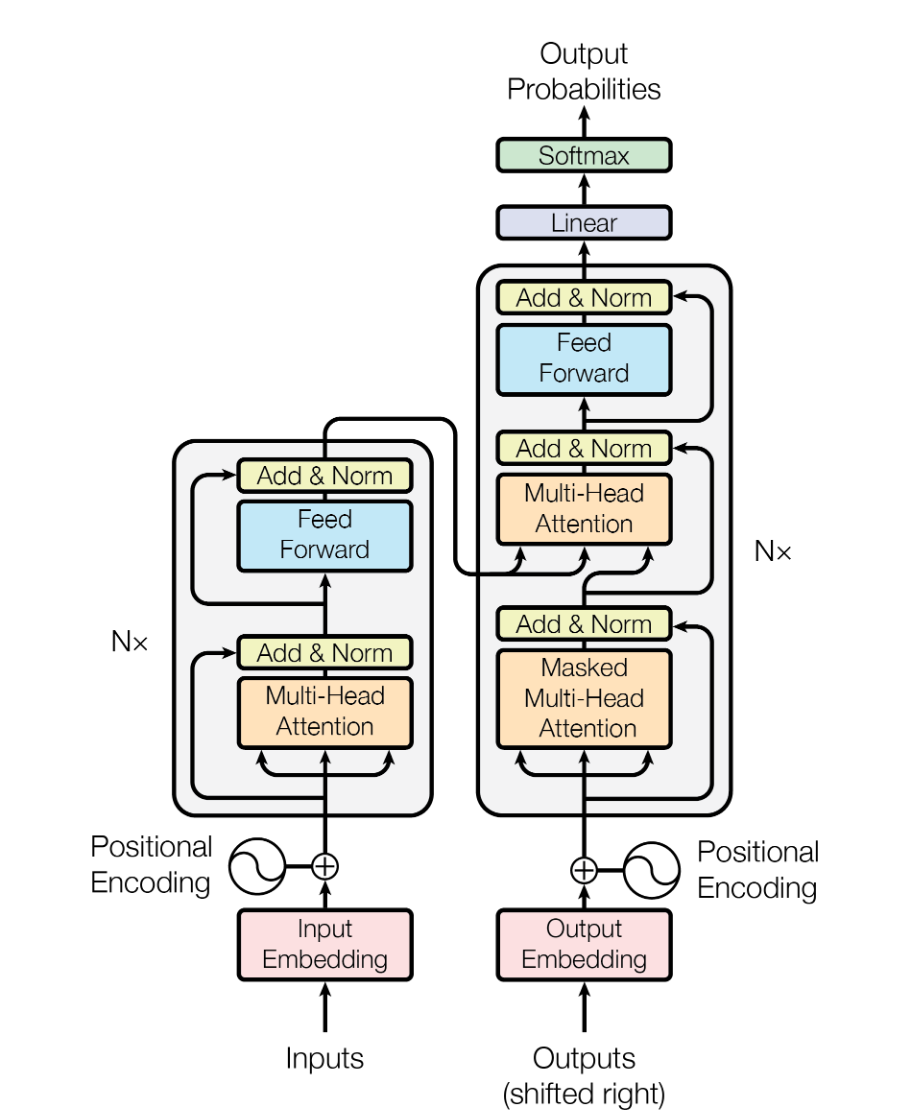 Output
Probabilities
Softmax
Linear
Add & Norm
Feed
Forward
Add & Norm
Multi-Head
Attention
Add & Norm
Masked
Multi-Head
Attention
Nx
Positional
Encoding
Output
Embedding
Outputs
(shifted right)
Add & Norm
Feed
Forward
Add & Norm
Multi-Head
Attention
N×
Positional
Encoding
Input
Embedding
Inputs